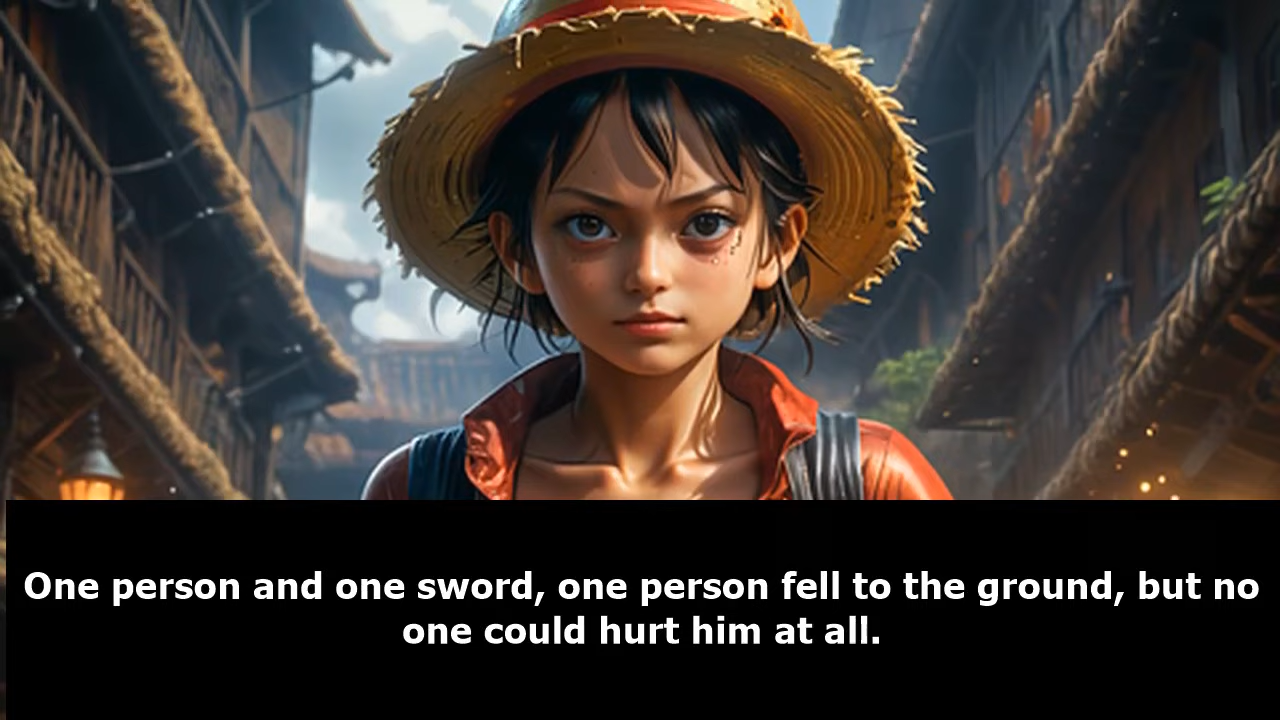 One person and one sword, one person fell to the ground, but no
one could hurt him at all.